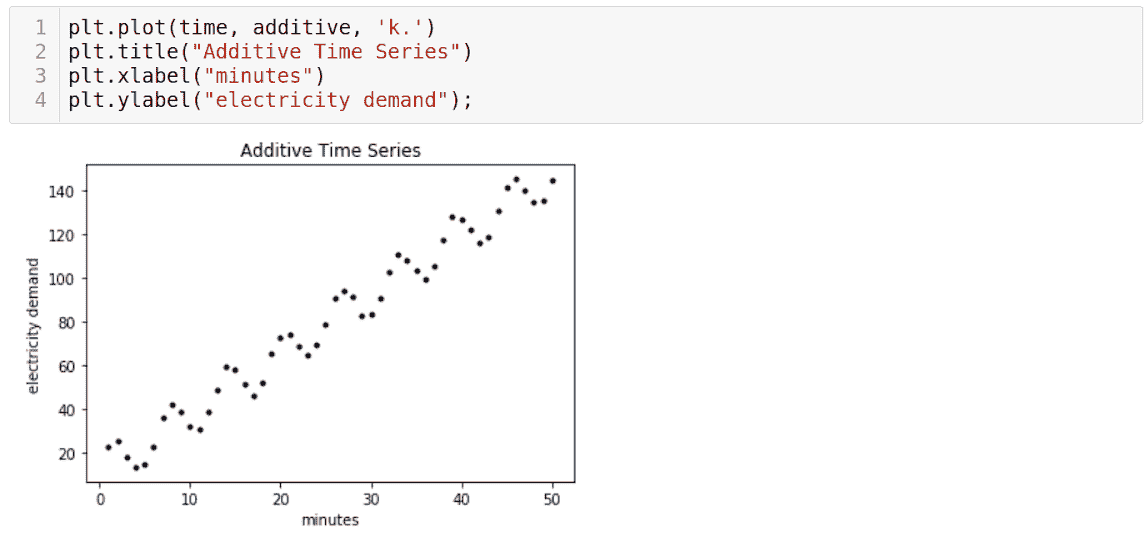 1 plt.plot(time, additive, 'k.')
2 plt.title("Additive Time Series")
3 plt.xlabel("minutes")
4 plt.ylabel("electricity demand");
Additive Time Series
140
120
100
80
60
40
20
electricity demand
0 10 20 30 40 50
minutes